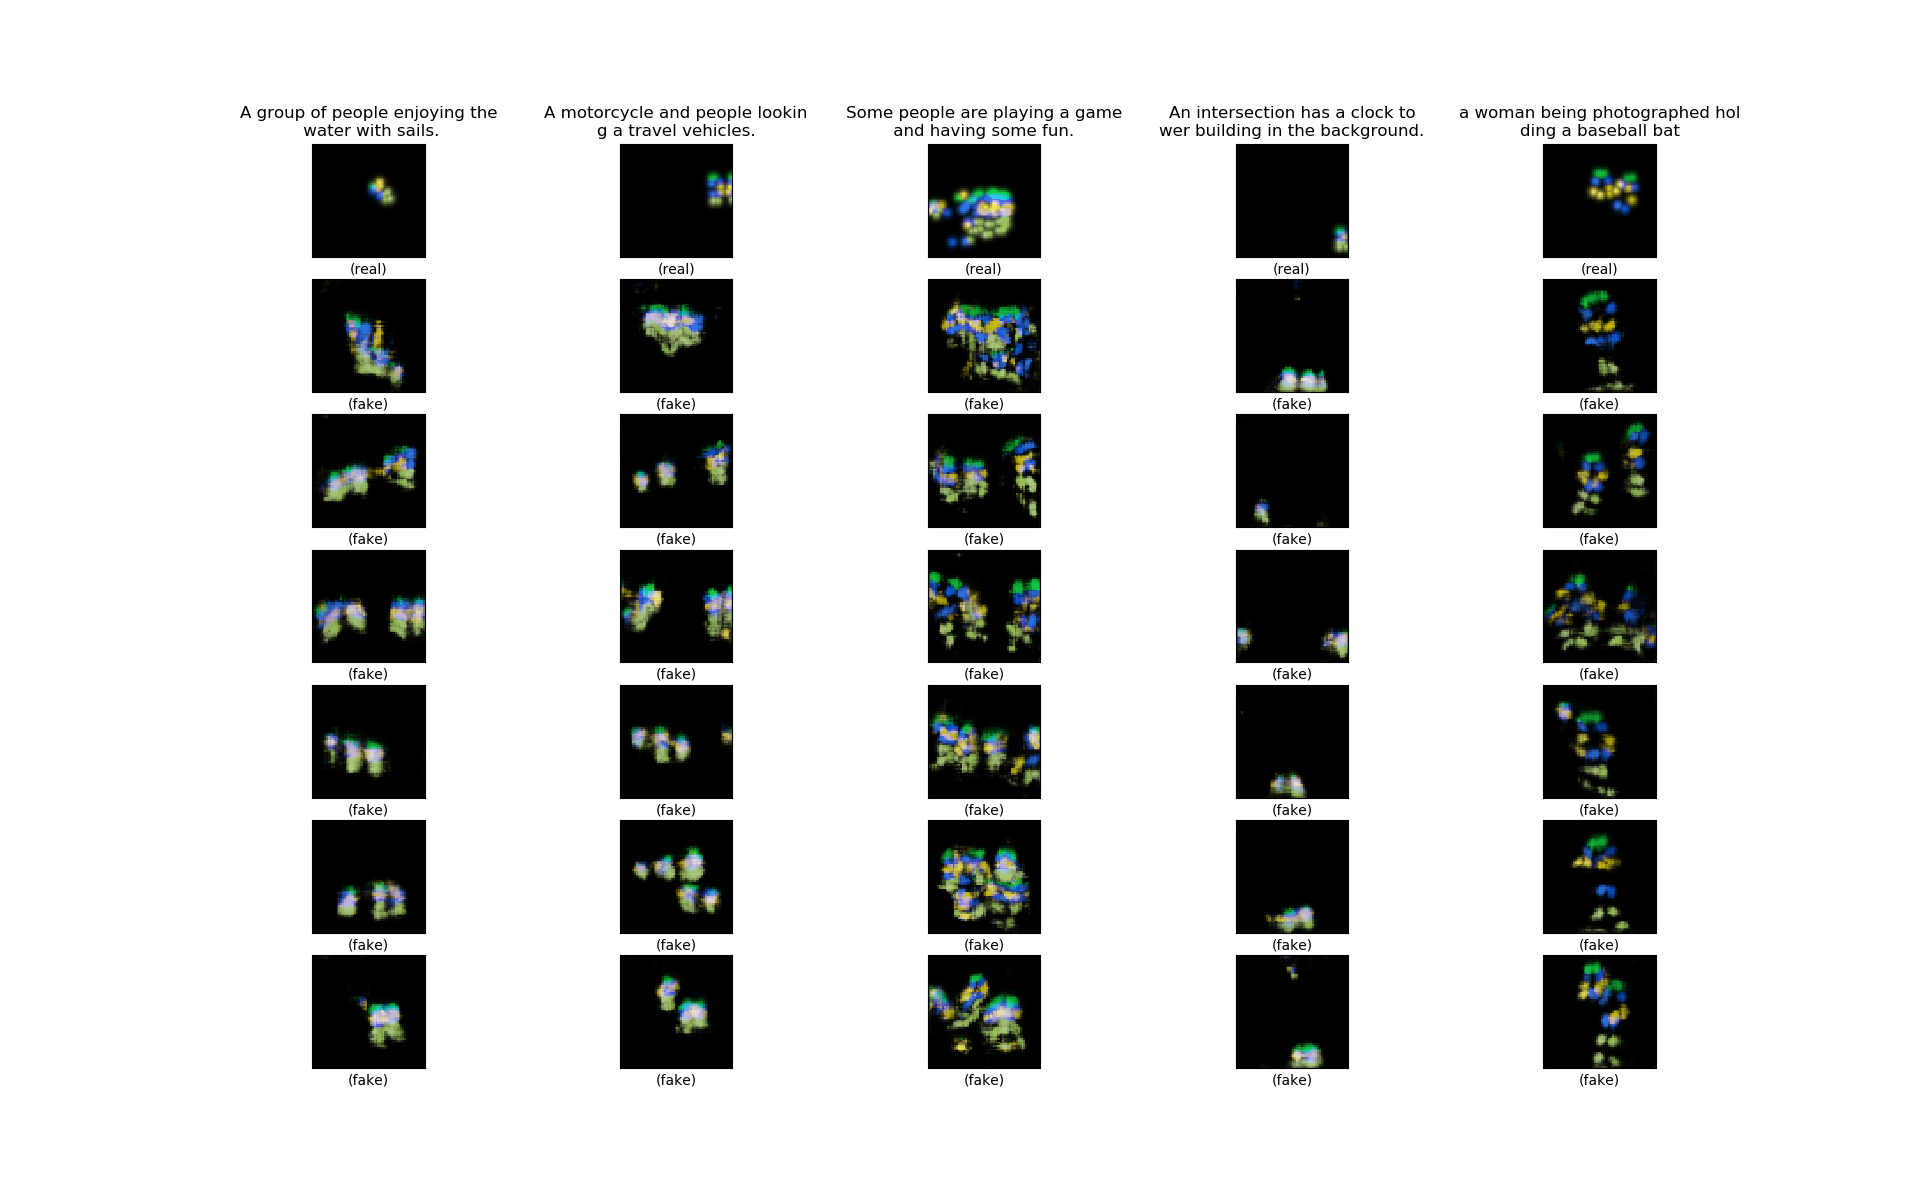 A group of people enjoying the
water with sails.
A motorcycle and people lookin
g a travel vehicles.
Some people are playing a game
and having some fun.
An intersection has a clock to
wer building in the background.
a woman being photographed hol
ding a baseball bat
(real) (real) (real) (real) (real)
(fake) (fake) (fake) (fake) (fake)
(fake) (fake) (fake) (fake) (fake)
(fake) (fake) (fake) (fake) (fake)
(fake) (fake) (fake) (fake) (fake)
(fake) (fake) (fake) (fake) (fake)
(fake) (fake) (fake) (fake) (fake)